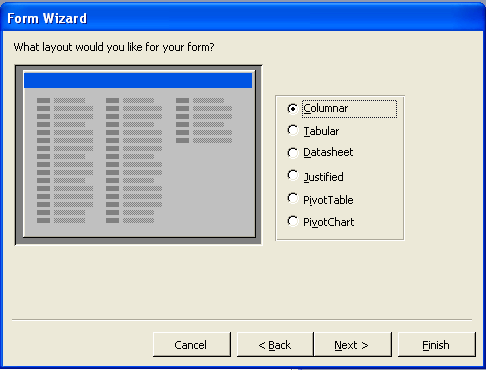 Form Wizard
What layout would you like for your form?
Columnar
Tabular
Datasheet
Justified
PivotTable
PivotChart
Cancel
< Back
Next >
Finish